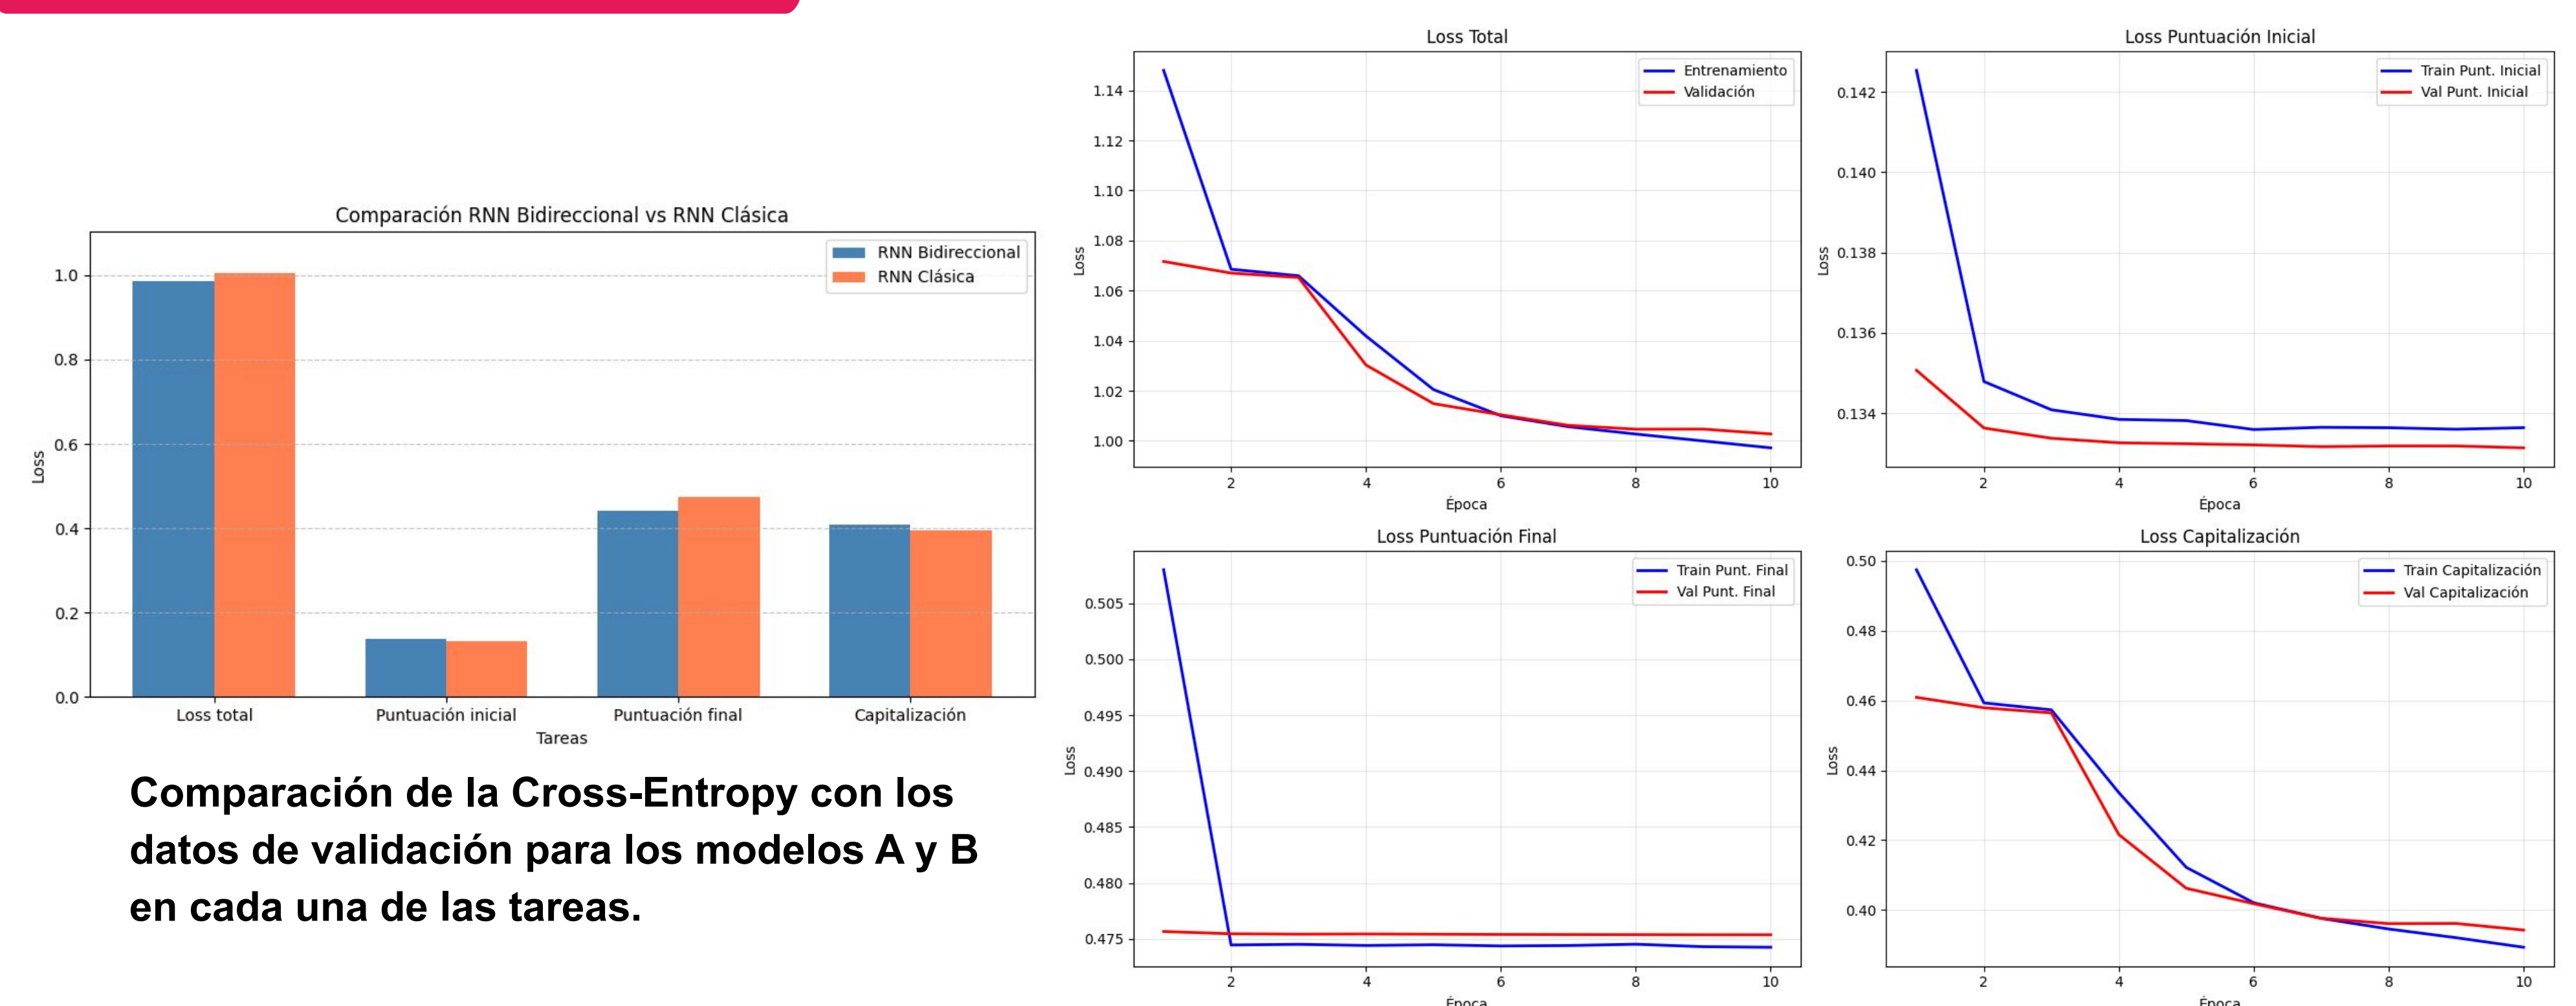 Comparación RNN Bidireccional vs RNN Clásica
RNN Bidireccional
RNN Clásica
1.0
0.8
0.6
0.4
0.2
0.0
Loss
Loss total
Puntuación inicial
Puntuación final
Capitalización
Tareas
Comparación de la Cross-Entropy con los
datos de validación para los modelos A y B
en cada una de las tareas.
Loss Total
Entrenamiento
Validación
1.14
1.12
1.10
1.08
1.06
1.04
1.02
1.00
Loss
2 4 6 8 10
Época
Loss Puntuación Inicial
Train Punt. Inicial
Val Punt. Inicial
0.142
0.140
0.138
0.136
0.134
Loss
2 4 6 8 10
Época
Loss Puntuación Final
Train Punt. Final
Val Punt. Final
0.505
0.500
0.495
0.490
0.485
0.480
0.475
Loss
2 4 6 8 10
Época
Loss Capitalización
Train Capitalización
Val Capitalización
0.50
0.48
0.46
0.44
0.42
0.40
Loss
2 4 6 8 10
Época